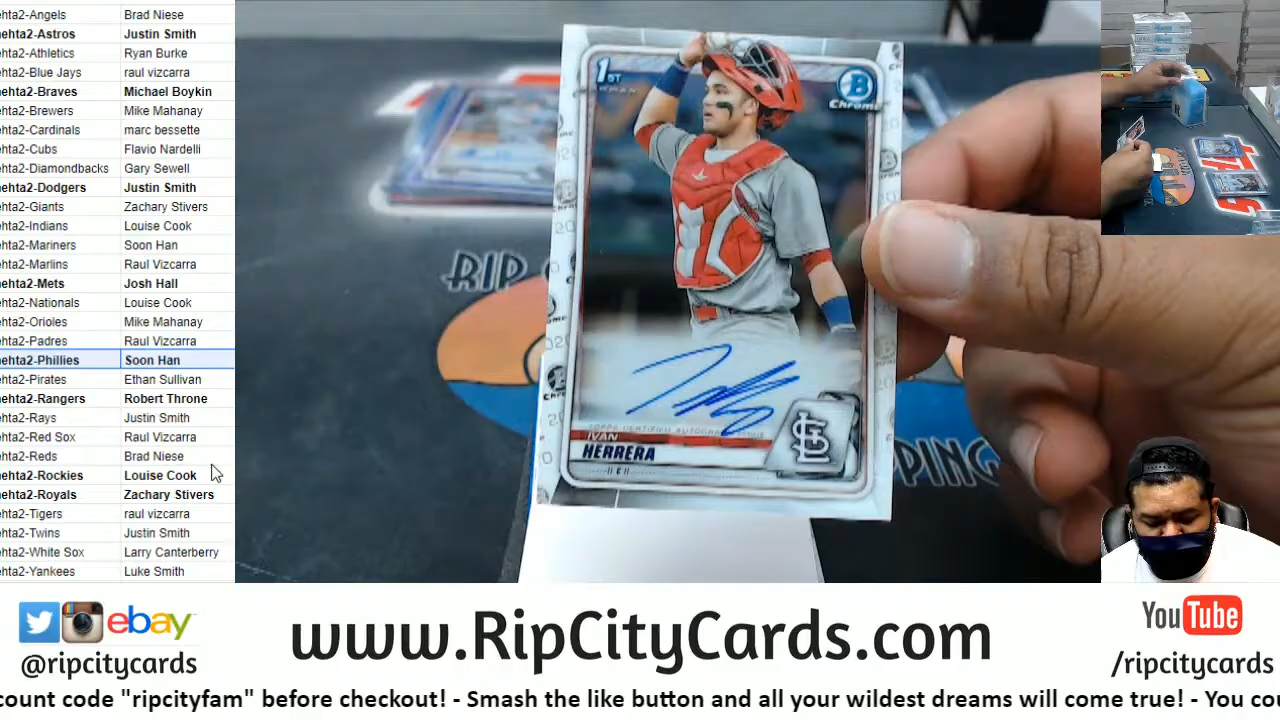 ehta2-Angels Brad Niese
ehta2-Astros Justin Smith
ehta2-Athletics Ryan Burke
ehta2-Blue Jays raul vizcarra
ehta2-Braves Michael Boykin
ehta2-Brewers Mike Mahanay
ehta2-Cardinals marc bessette
ehta2-Cubs Flavio Nardelli
ehta2-Diamondbacks Gary Sewell
ehta2-Dodgers Justin Smith
ehta2-Giants Zachary Stivers
ehta2-Indians Louise Cook
ehta2-Mariners Soon Han
ehta2-Marlins Raul Vizcarra
ehta2-Mets Josh Hall
ehta2-Nationals Louise Cook
ehta2-Orioles Mike Mahanay
ehta2-Padres Raul Vizcarra
ehta2-Phillies Soon Han
ehta2-Pirates Ethan Sullivan
ehta2-Rangers Robert Throne
ehta2-Rays Justin Smith
ehta2-Red Sox Raul Vizcarra
ehta2-Reds Brad Niese
ehta2-Rockies Louise Cook
ehta2-Royals Zachary Stivers
ehta2-Tigers raul vizcarra
ehta2-Twins Justin Smith
ehta2-White Sox Larry Canterberry
ehta2-Yankees Luke Smith
1ST
B
Chrome
IVAN
HERRERA
C
RIP
PING
ebay
@ripcitycards
www.RipCityCards.com
YouTube
/ripcitycards
count code "ripcityfam" before checkout! - Smash the like button and all your wildest dreams will come true! - You cou